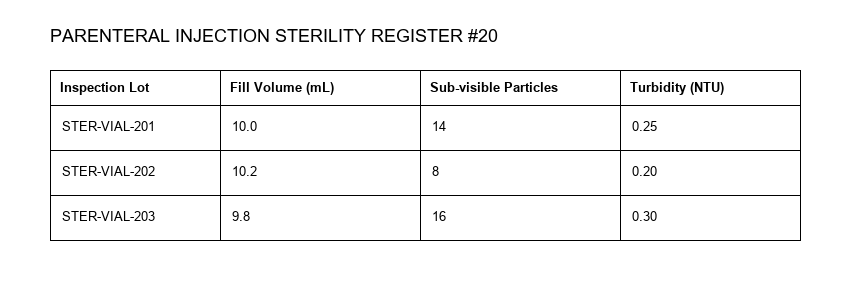 PARENTERAL INJECTION STERILITY REGISTER #20
Inspection Lot Fill Volume (mL) Sub-visible Particles Turbidity (NTU)
STER-VIAL-201 10.0 14 0.25
STER-VIAL-202 10.2 8 0.20
STER-VIAL-203 9.8 16 0.30